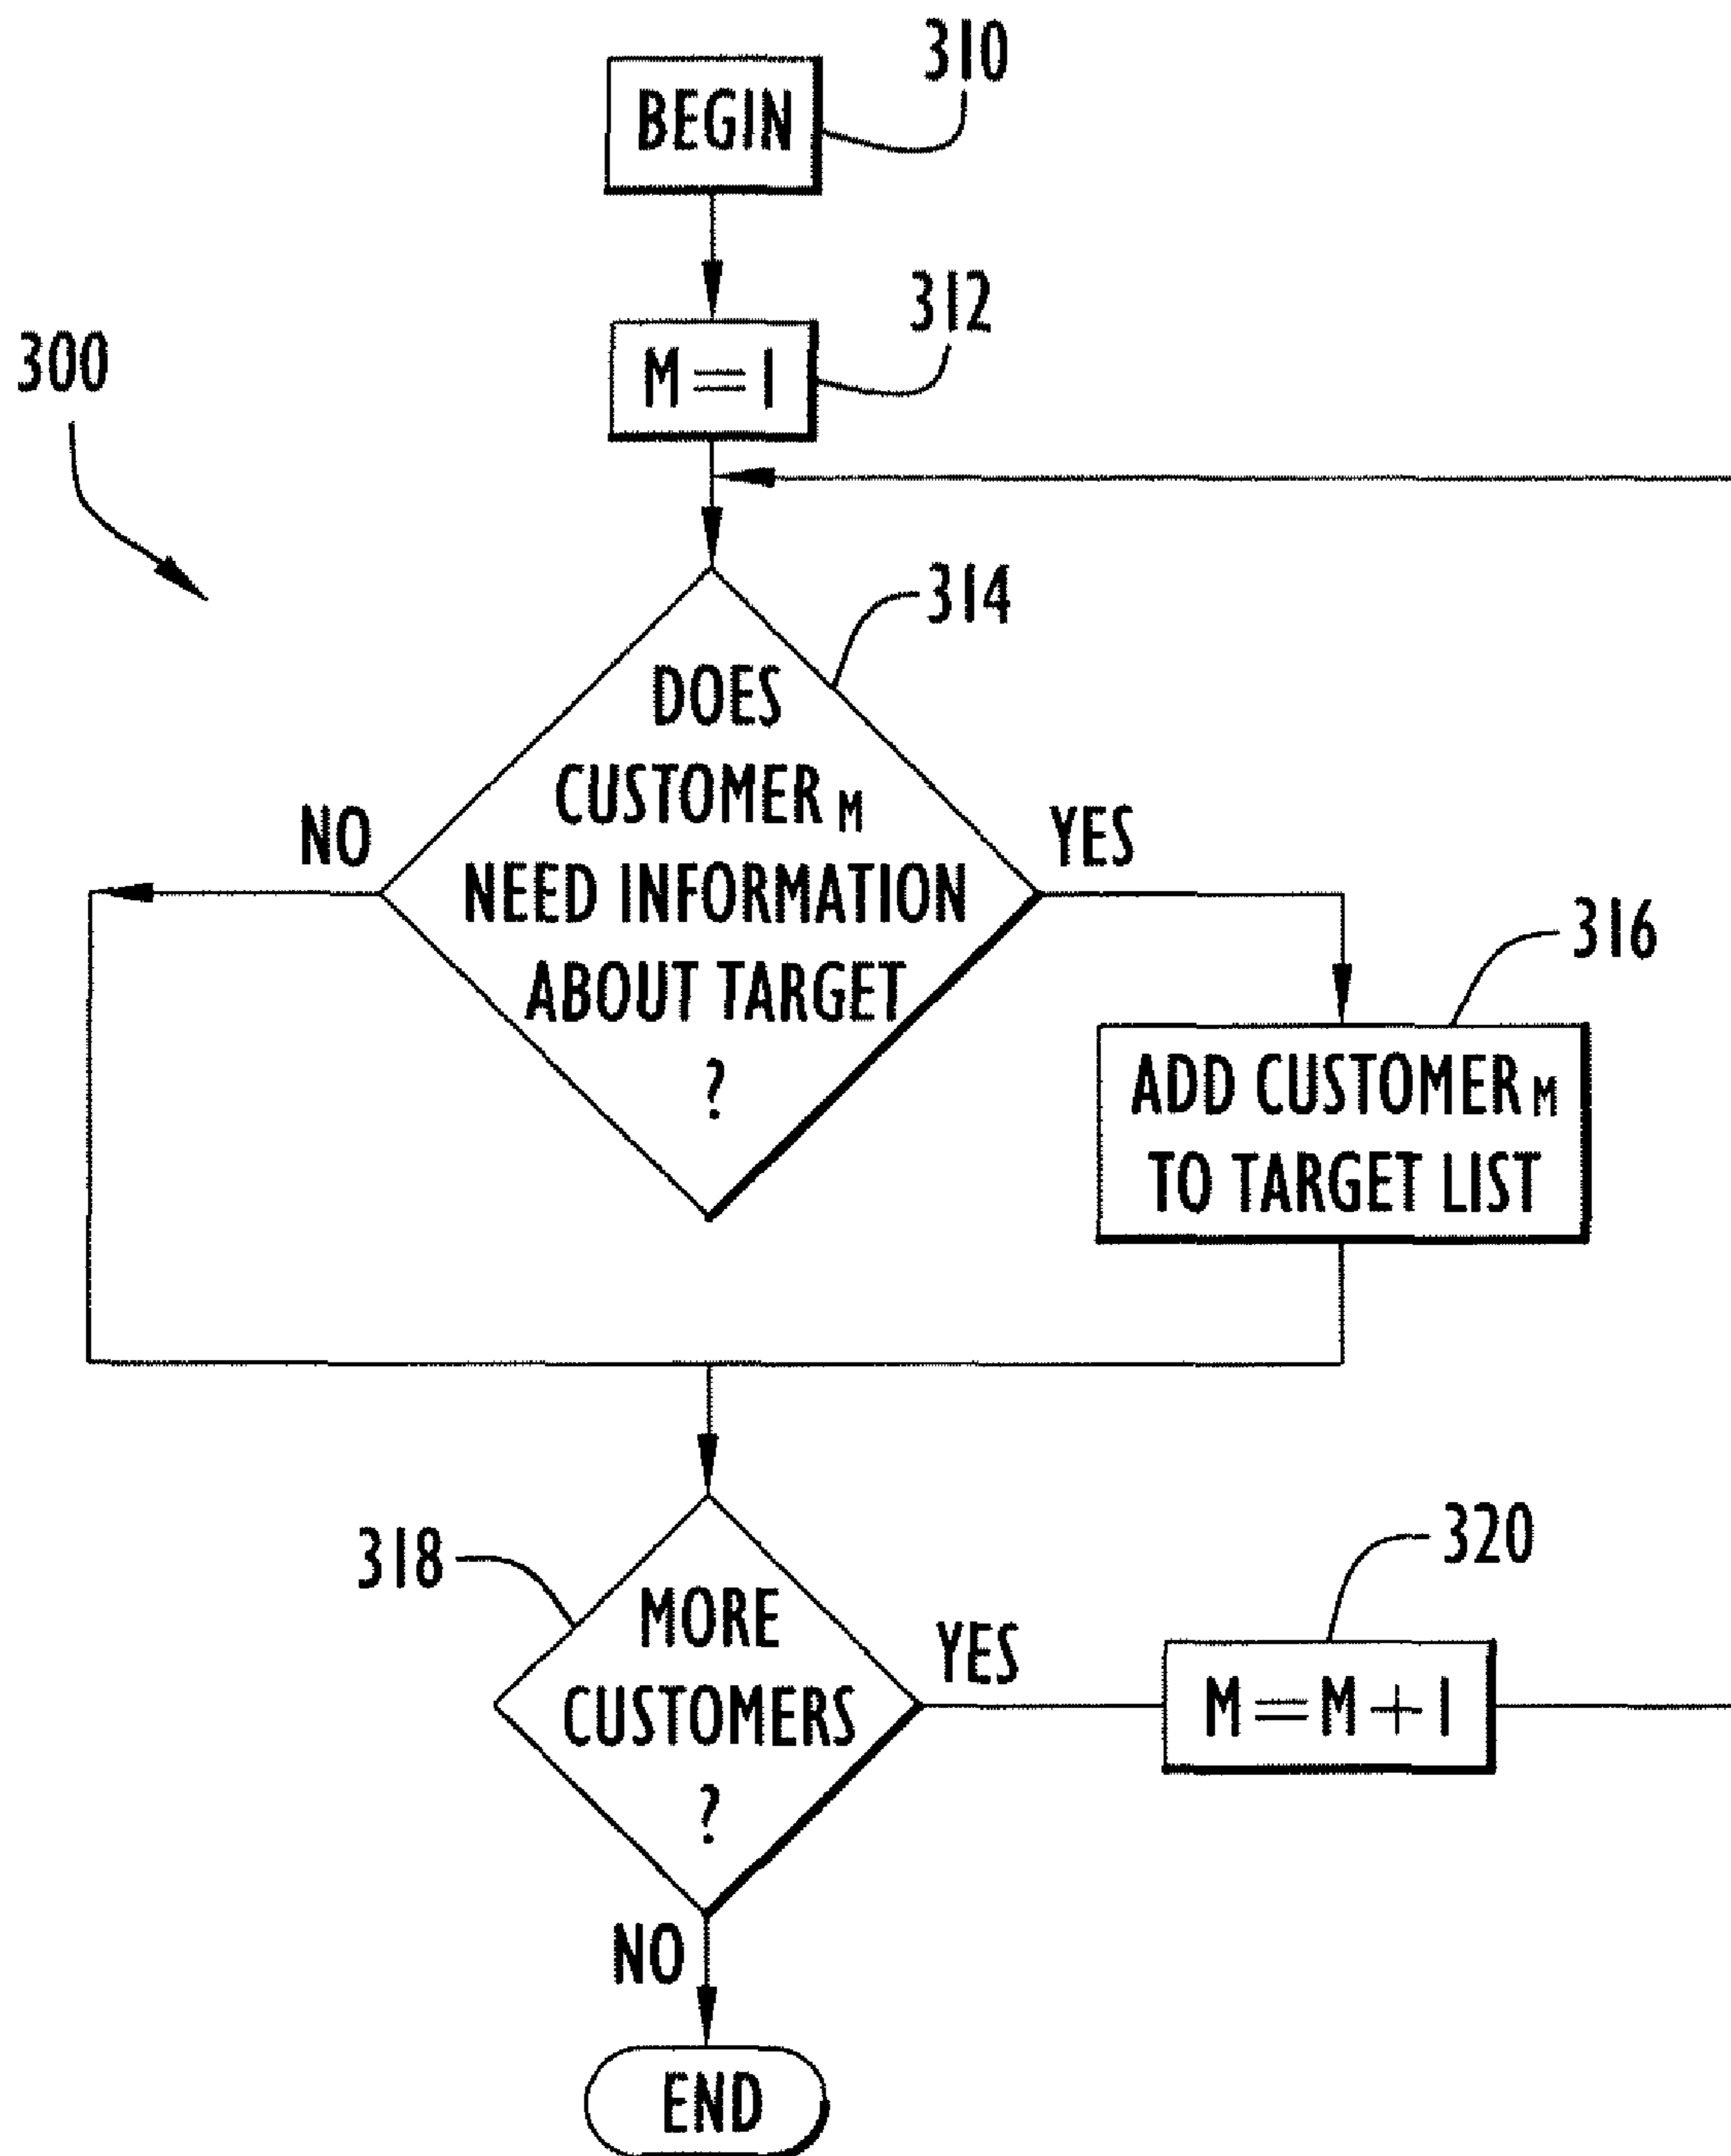 310
BEGIN
312
M=1
300
314
DOES
CUSTOMER M
NEED INFORMATION
ABOUT TARGET
?
NO
YES
316
ADD CUSTOMER M
TO TARGET LIST
318
MORE
CUSTOMERS
?
YES
320
M=M+1
NO
END